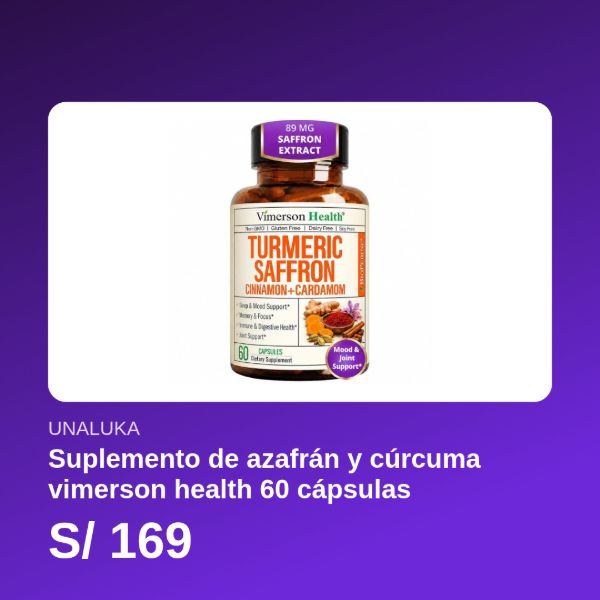 89 MG
SAFFRON
EXTRACT
Vimerson Health®
Non-GMO | Gluten Free | Dairy Free | Soy Free
TURMERIC
SAFFRON
CINNAMON+CARDAMOM
Sleep & Mood Support*
Memory & Focus*
Immune & Digestive Health*
Joint Support*
60 CAPSULES
Dietary Supplement
Mood &
Joint
Support*
UNALUKA
Suplemento de azafrán y cúrcuma
vimerson health 60 cápsulas
S/ 169